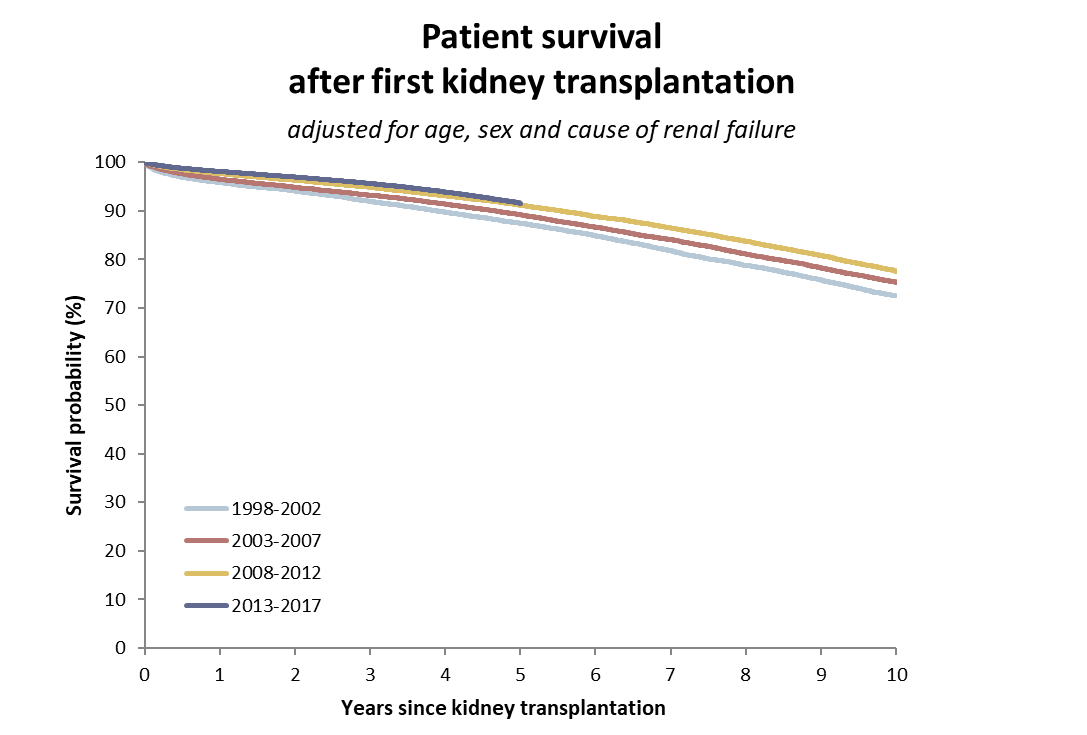 Patient survival
after first kidney transplantation
adjusted for age, sex and cause of renal failure
100
90
80
70
60
50
40
30
20
10
0
Survival probability (%)
1998-2002
2003-2007
2008-2012
2013-2017
0 1 2 3 4 5 6 7 8 9 10
Years since kidney transplantation